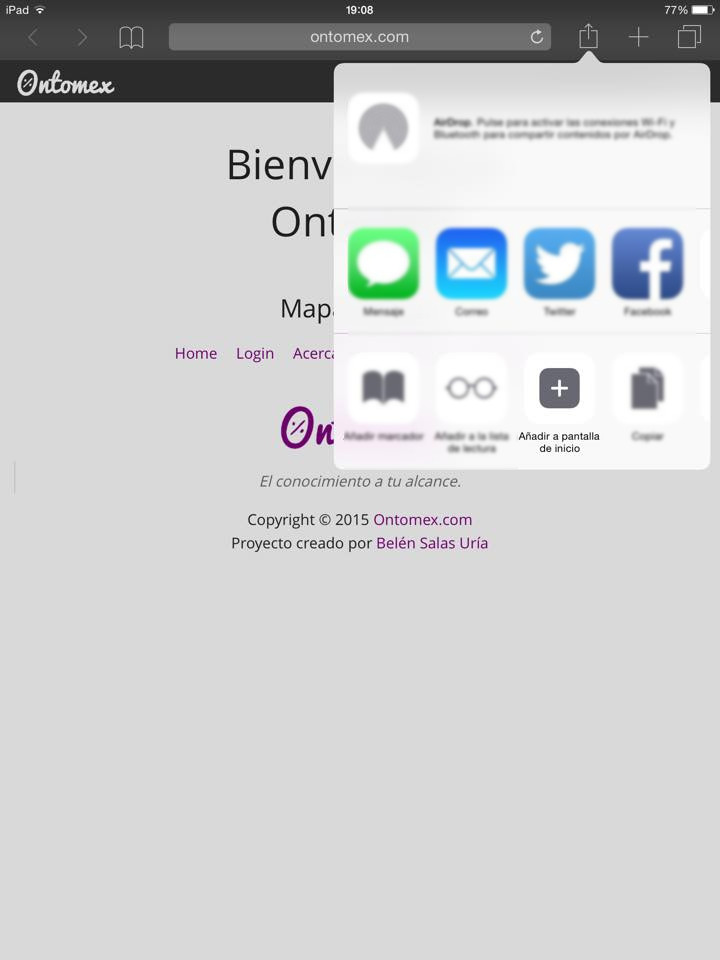 iPad 19:08 77%
ontomex.com
Ontomex
AirDrop. Pulse para activar las conexiones Wi-Fi y
Bluetooth para compartir contenidos por AirDrop.
Bienv
Ont
Mensaje Correo Twitter Facebook
Mapa
Home Login Acerca
Añadir marcador Añadir a la lista de lectura Añadir a pantalla de inicio Copiar
On
El conocimiento a tu alcance.
Copyright © 2015 Ontomex.com
Proyecto creado por Belén Salas Uría